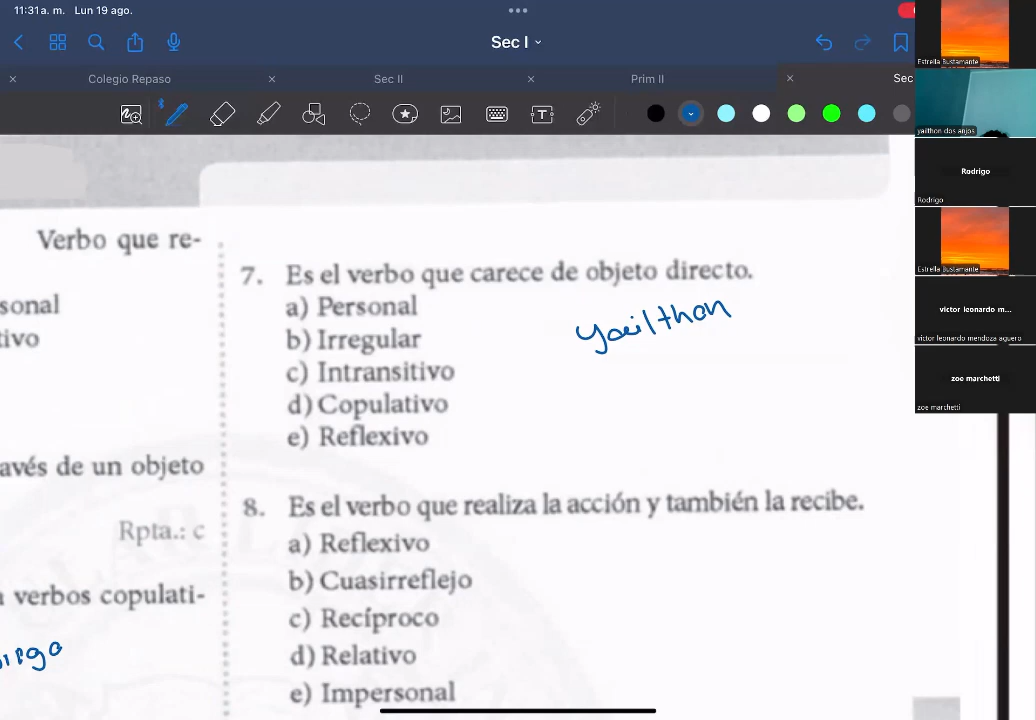 11:31 a. m. Lun 19 ago.
Sec I
Colegio Repaso
Sec II
Prim II
Sec
Verbo que re-
sonal
tivo
avés de un objeto
Rpta.: c
verbos copulati-
7. Es el verbo que carece de objeto directo.
a) Personal
b) Irregular
c) Intransitivo
d) Copulativo
e) Reflexivo
yailthon
8. Es el verbo que realiza la acción y también la recibe.
a) Reflexivo
b) Cuasirreflejo
c) Recíproco
d) Relativo
e) Impersonal
Estrella Bustamante
yailthon dos anjos
Rodrigo
Rodrigo
Estrella Bustamante
victor leonardo m...
victor leonardo mendoza aguero
zoe marchetti
zoe marchetti